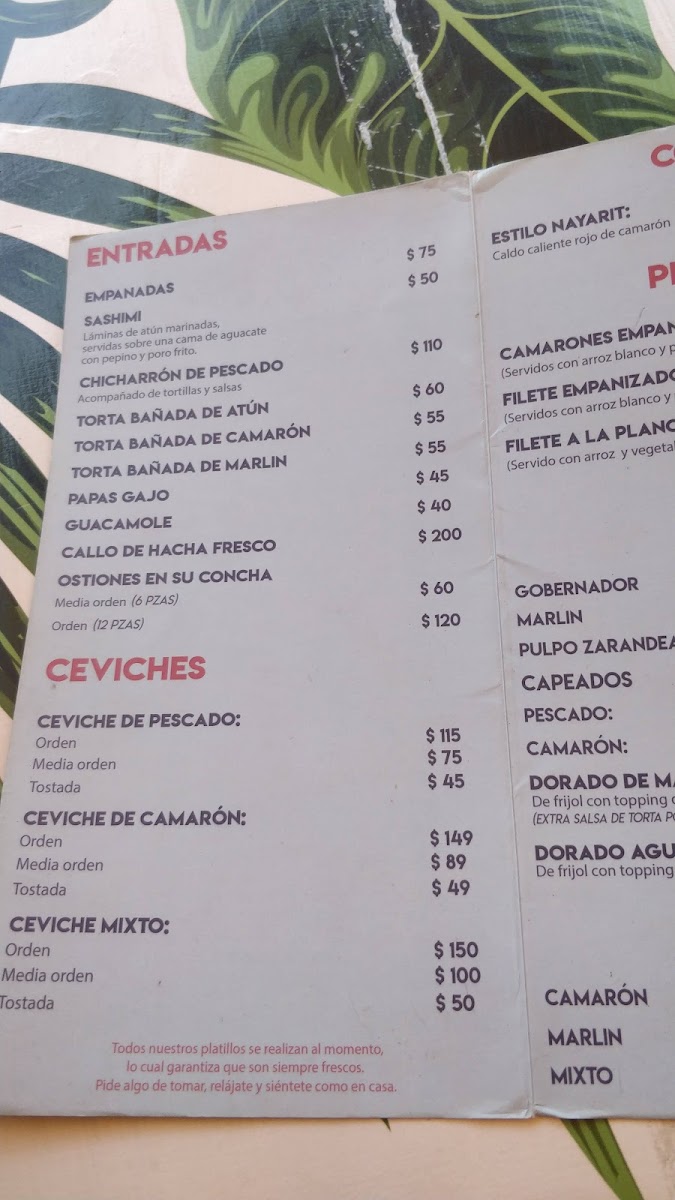 ENTRADAS
EMPANADAS $ 75
SASHIMI $ 50
Láminas de atún marinadas,
servidas sobre una cama de aguacate
con pepino y poro frito.
CHICHARRÓN DE PESCADO $ 110
Acompañado de tortillas y salsas
TORTA BAÑADA DE ATÚN $ 60
TORTA BAÑADA DE CAMARÓN $ 55
TORTA BAÑADA DE MARLIN $ 55
PAPAS GAJO $ 45
GUACAMOLE $ 40
CALLO DE HACHA FRESCO $ 200
OSTIONES EN SU CONCHA
Media orden (6 PZAS) $ 60
Orden (12 PZAS) $ 120
CEVICHES
CEVICHE DE PESCADO:
Orden $ 115
Media orden $ 75
Tostada $ 45
CEVICHE DE CAMARÓN:
Orden $ 149
Media orden $ 89
Tostada $ 49
CEVICHE MIXTO:
Orden $ 150
Media orden $ 100
Tostada $ 50
Todos nuestros platillos se realizan al momento,
lo cual garantiza que son siempre frescos.
Pide algo de tomar, relájate y siéntete como en casa.
ESTILO NAYARIT:
Caldo caliente rojo de camarón
CAMARONES EMPAN
(Servidos con arroz blanco y
FILETE EMPANIZADO
(Servidos con arroz blanco y
FILETE A LA PLANC
(Servido con arroz y vegetal
GOBERNADOR
MARLIN
PULPO ZARANDEA
CAPEADOS
PESCADO:
CAMARÓN:
DORADO DE MA
De frijol con topping
(EXTRA SALSA DE TORTA
DORADO AGU
De frijol con topping
CAMARÓN
MARLIN
MIXTO